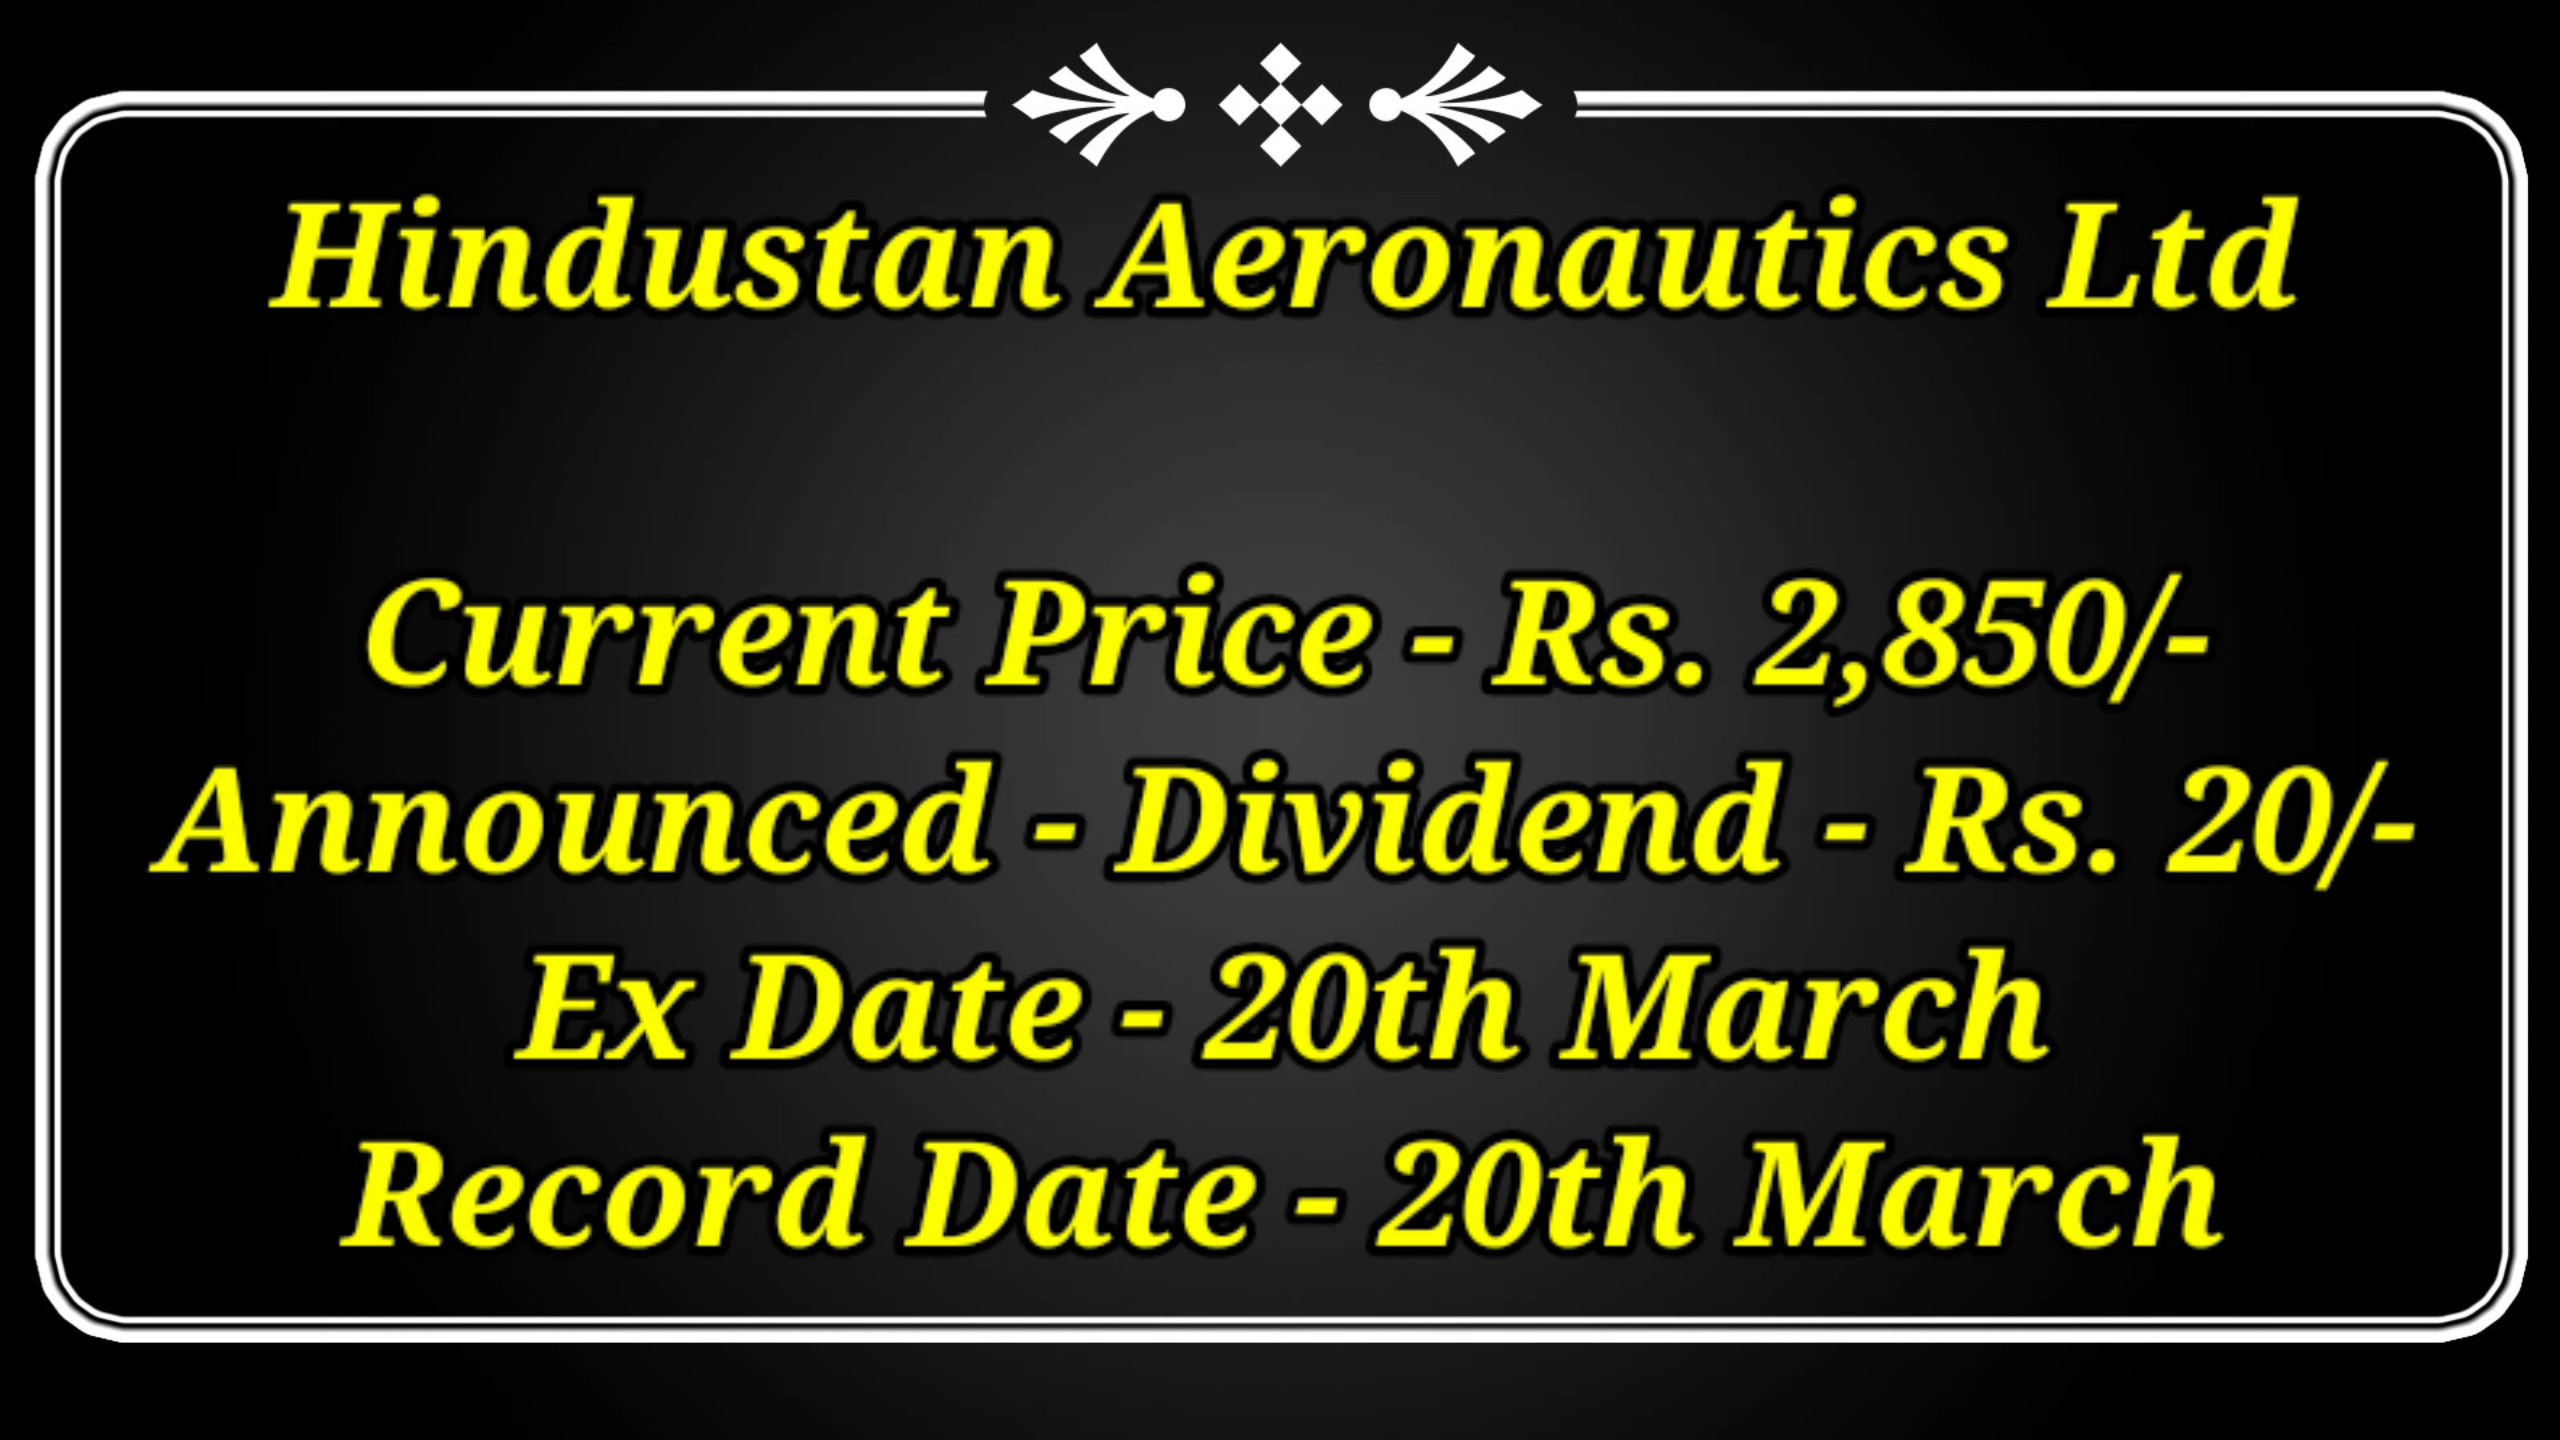 Hindustan Aeronautics Ltd
Current Price - Rs. 2,850/-
Announced - Dividend - Rs. 20/-
Ex Date - 20th March
Record Date - 20th March